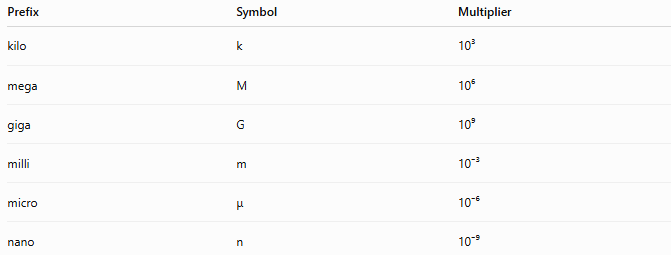 Prefix Symbol Multiplier
kilo k 10³
mega M 10⁶
giga G 10⁹
milli m 10⁻³
micro μ 10⁻⁶
nano n 10⁻⁹